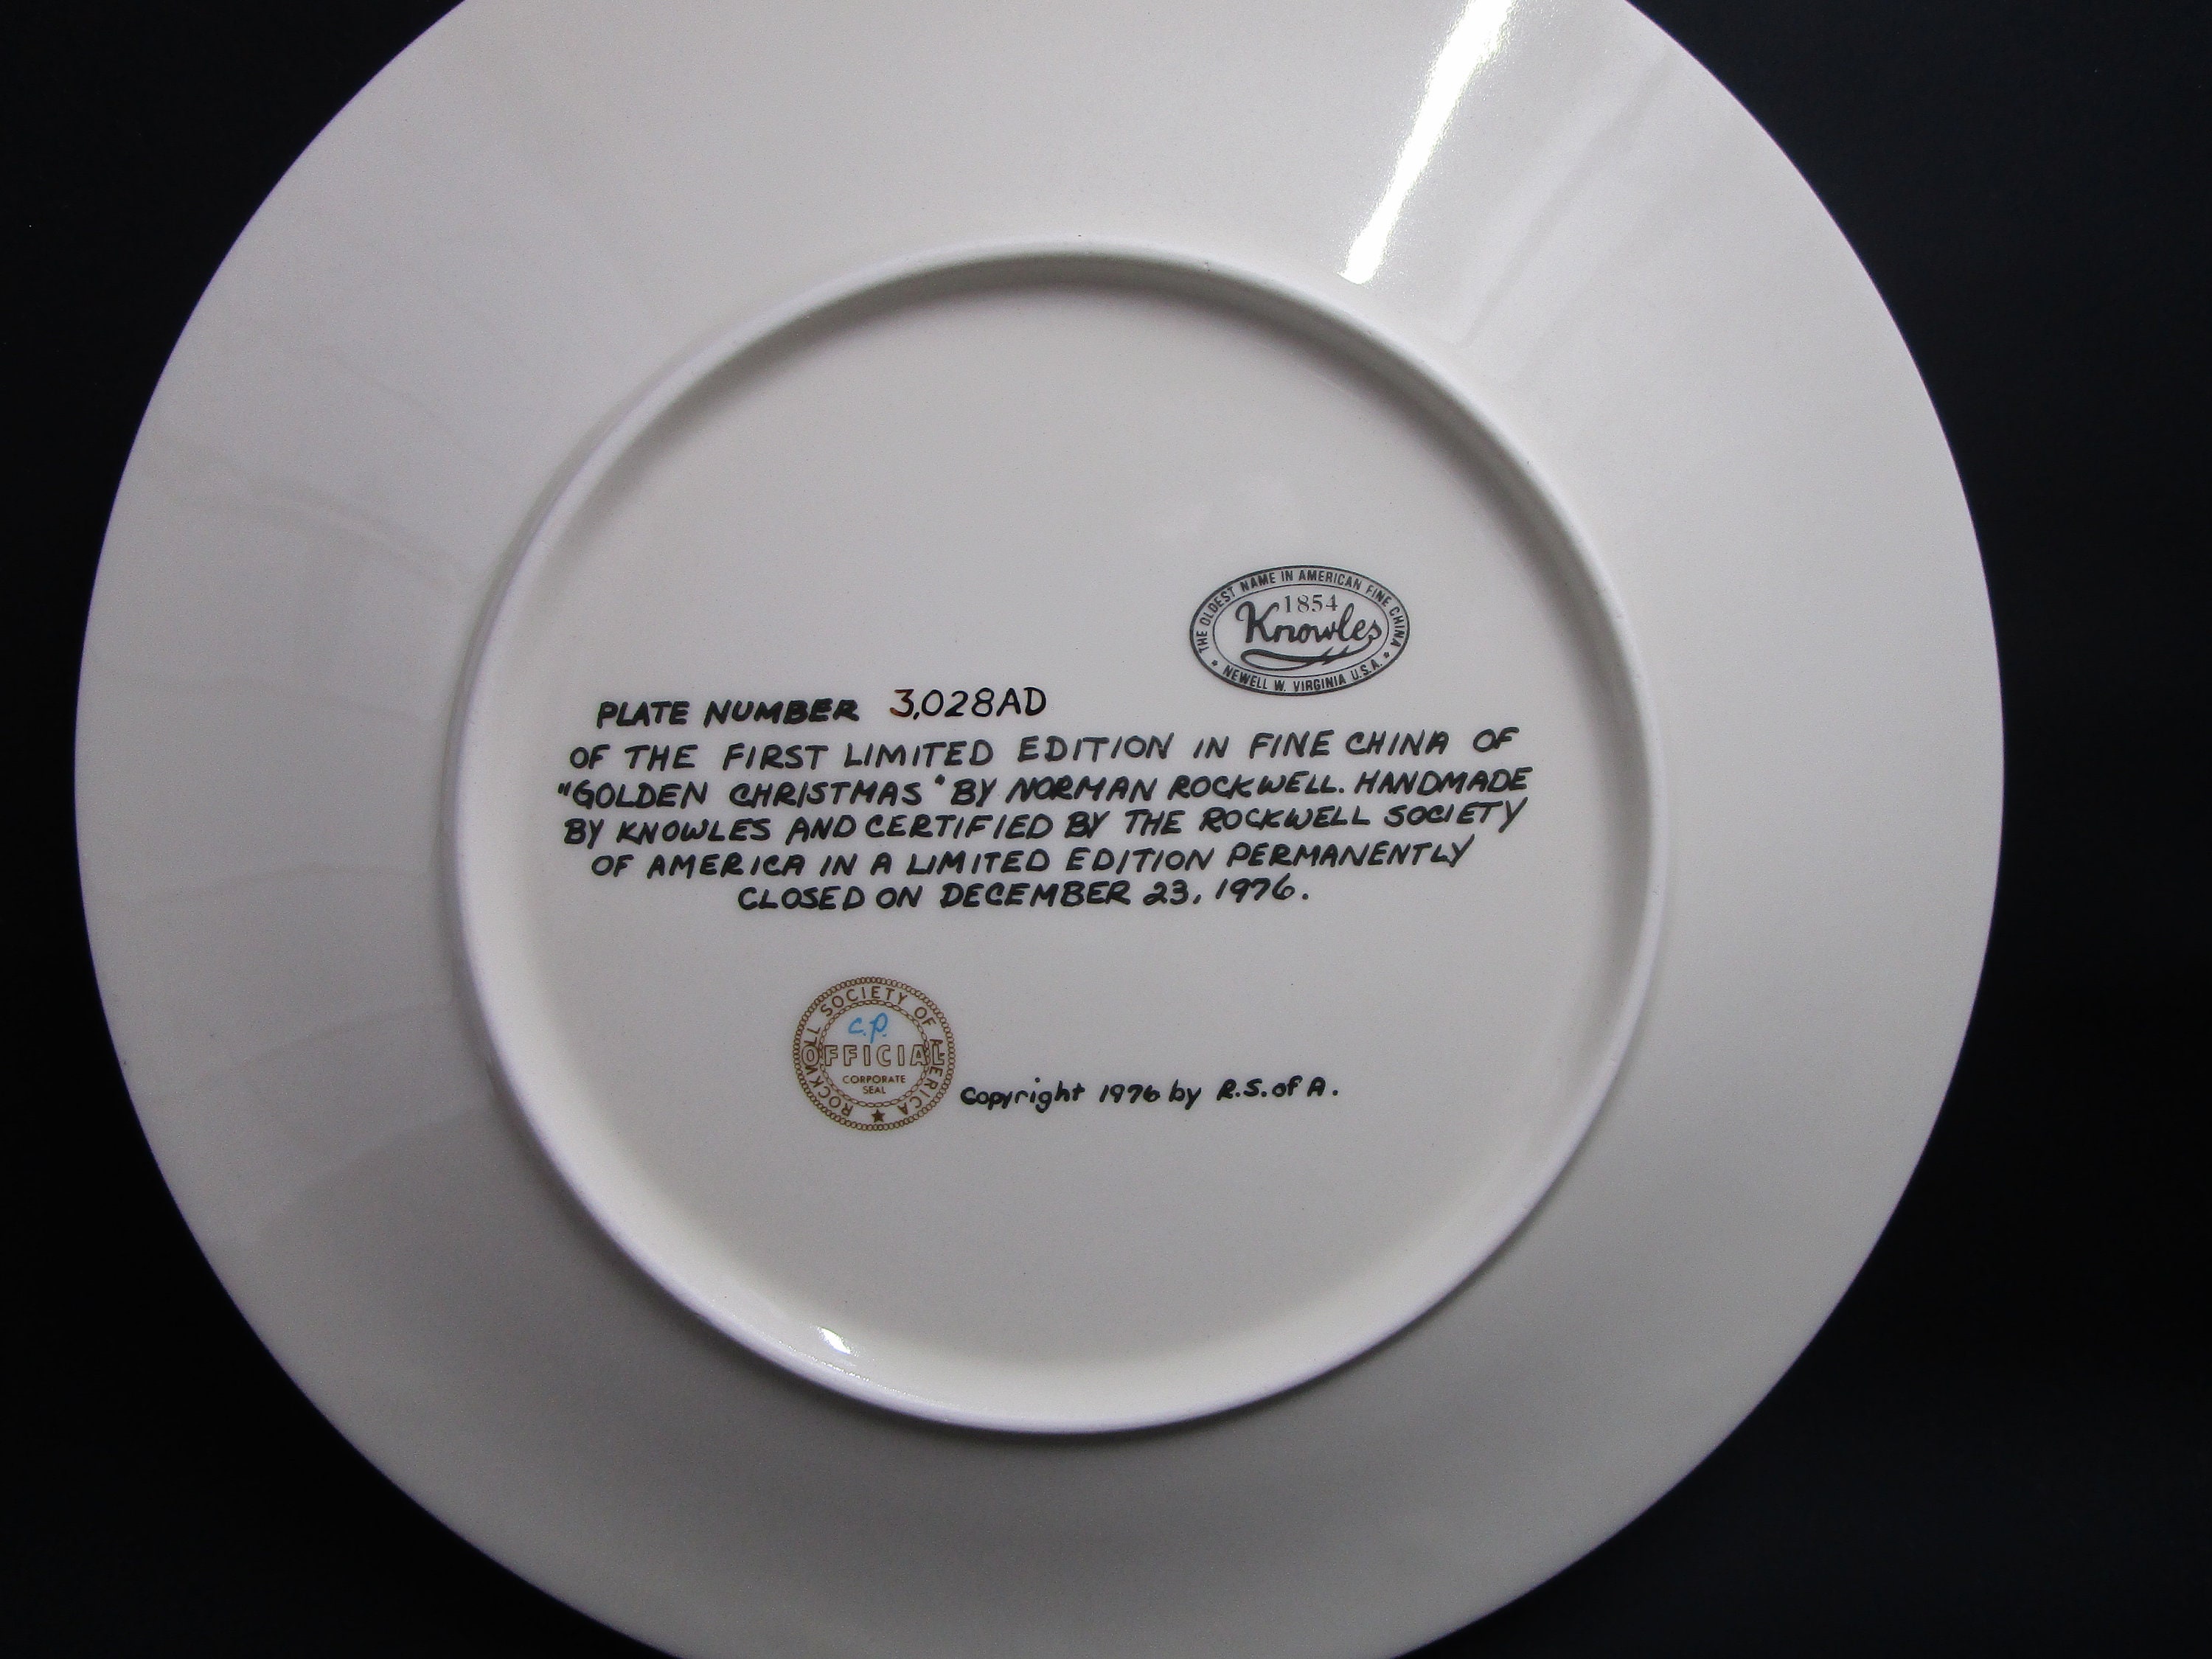 THE OLDEST NAME IN AMERICAN FINE CHINA
1854
Knowles
* NEWELL W. VIRGINIA U.S.A. *
PLATE NUMBER 3,028AD
OF THE FIRST LIMITED EDITION IN FINE CHINA OF
"GOLDEN CHRISTMAS" BY NORMAN ROCKWELL. HANDMADE
BY KNOWLES AND CERTIFIED BY THE ROCKWELL SOCIETY
OF AMERICA IN A LIMITED EDITION PERMANENTLY
CLOSED ON DECEMBER 23, 1976.
ROCKWELL SOCIETY OF AMERICA ★
C.P.
OFFICIAL
CORPORATE
SEAL
Copyright 1976 by R.S. of A.